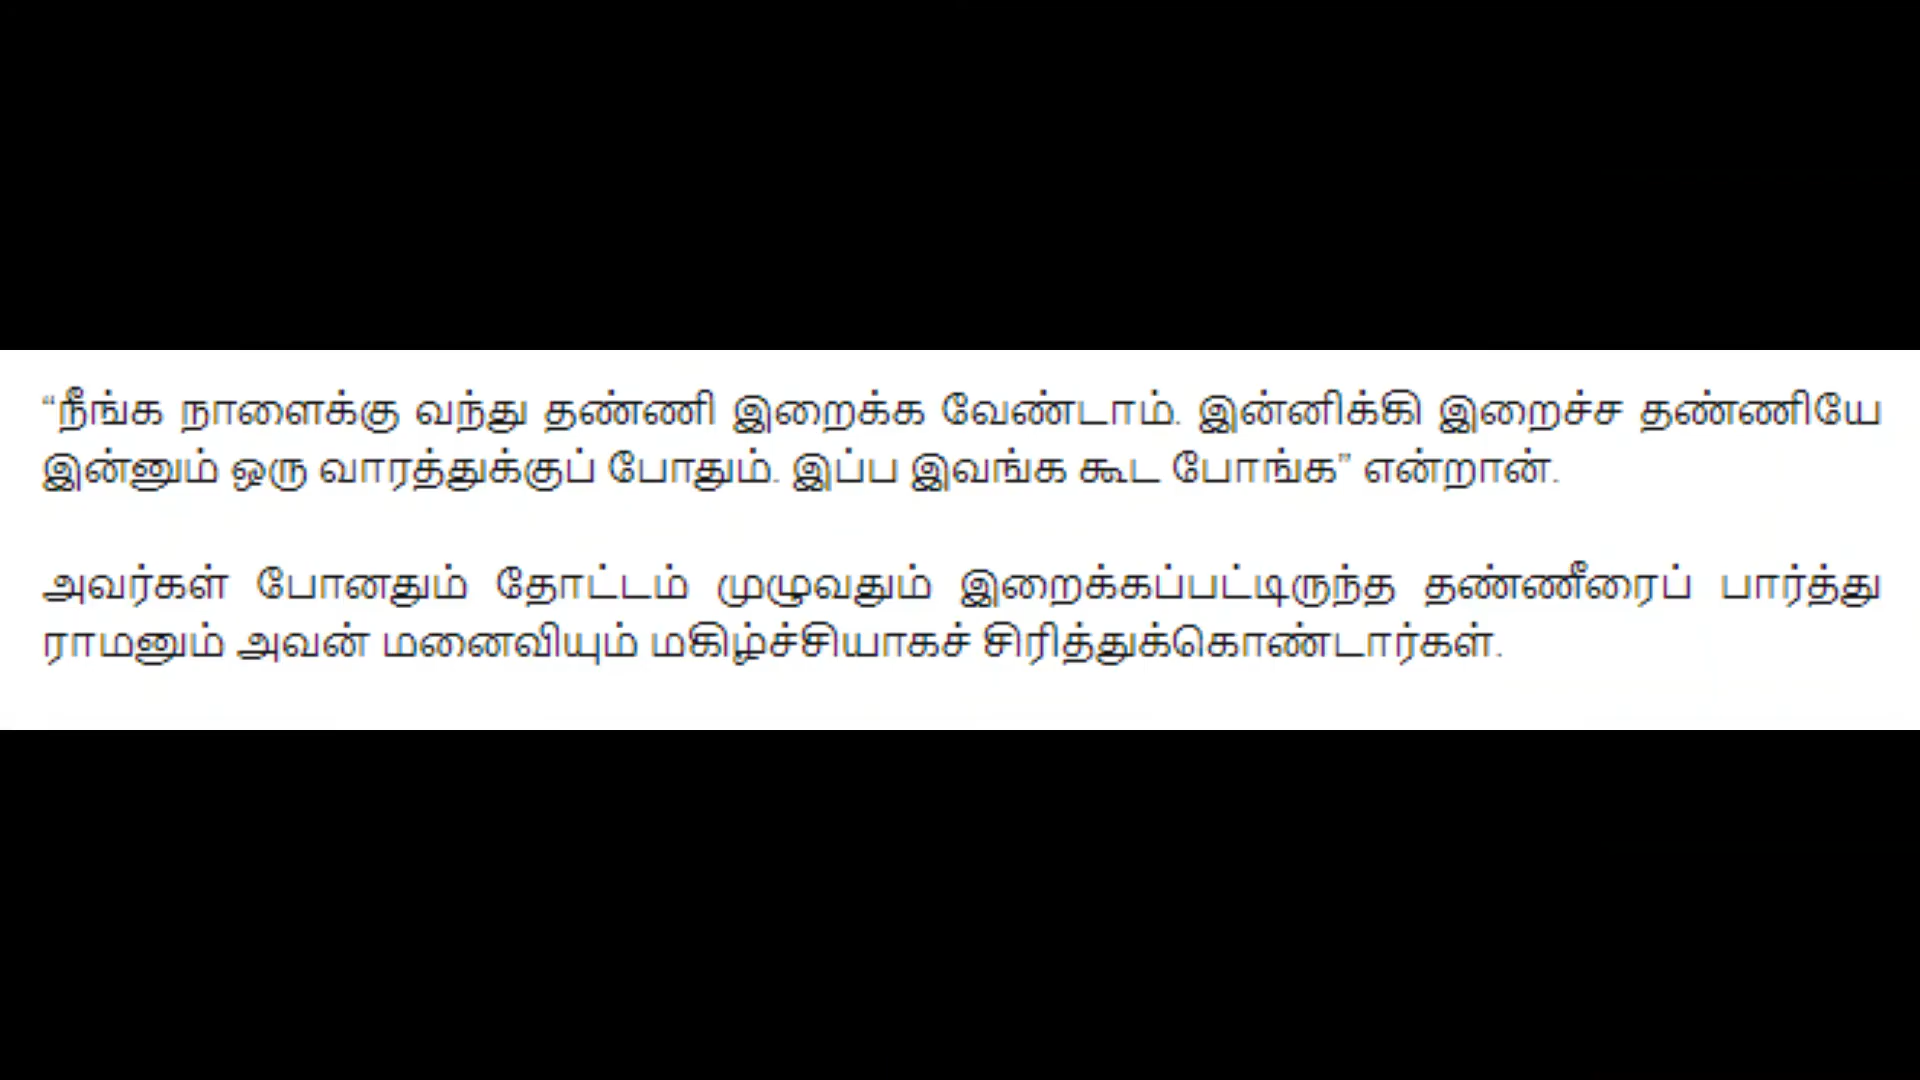 “நீங்க நாளைக்கு வந்து தண்ணி இறைக்க வேண்டாம். இன்னிக்கி இறைச்ச தண்ணியே
இன்னும் ஒரு வாரத்துக்குப் போதும். இப்ப இவங்க கூட போங்க” என்றான்.
அவர்கள் போனதும் தோட்டம் முழுவதும் இறைக்கப்பட்டிருந்த தண்ணீரைப் பார்த்து
ராமனும் அவன் மனைவியும் மகிழ்ச்சியாகச் சிரித்துக்கொண்டார்கள்.